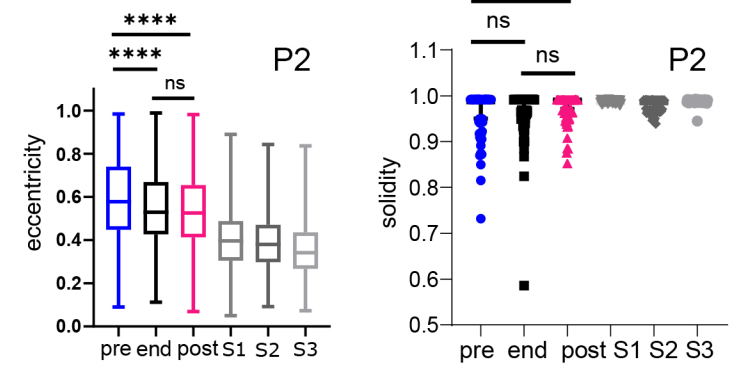 ****
****
ns
P2
1.0
0.8
0.6
0.4
0.2
0.0
eccentricity
pre end post S1 S2 S3
ns
ns
P2
1.1
1.0
0.9
0.8
0.7
0.6
0.5
solidity
pre end post S1 S2 S3